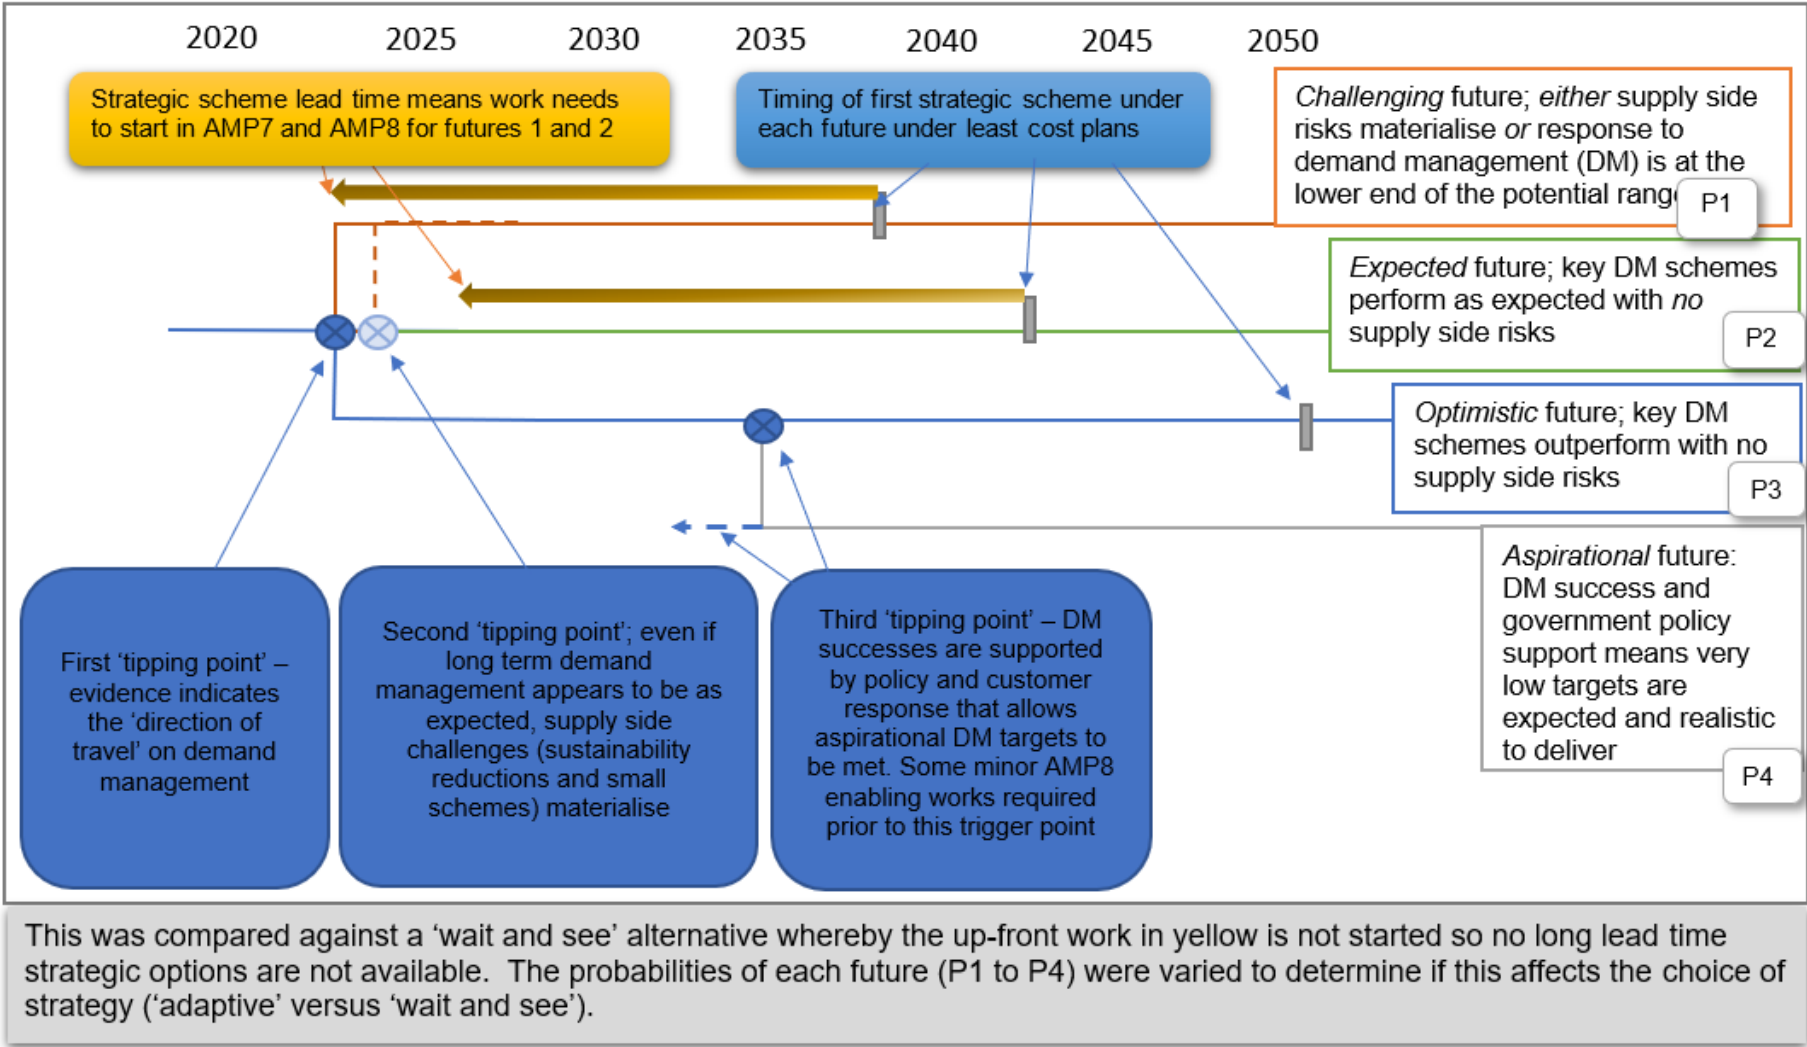 2020 2025 2030 2035 2040 2045 2050
Strategic scheme lead time means work needs
to start in AMP7 and AMP8 for futures 1 and 2
Timing of first strategic scheme under
each future under least cost plans
Challenging future; either supply side
risks materialise or response to
demand management (DM) is at the
lower end of the potential range
P1
Expected future; key DM schemes
perform as expected with no
supply side risks
P2
Optimistic future; key DM
schemes outperform with no
supply side risks
P3
Aspirational future:
DM success and
government policy
support means very
low targets are
expected and realistic
to deliver
P4
First ‘tipping point’ –
evidence indicates
the ‘direction of
travel’ on demand
management
Second ‘tipping point’; even if
long term demand
management appears to be as
expected, supply side
challenges (sustainability
reductions and small
schemes) materialise
Third ‘tipping point’ – DM
successes are supported
by policy and customer
response that allows
aspirational DM targets to
be met. Some minor AMP8
enabling works required
prior to this trigger point
This was compared against a ‘wait and see’ alternative whereby the up-front work in yellow is not started so no long lead time
strategic options are not available.  The probabilities of each future (P1 to P4) were varied to determine if this affects the choice of
strategy (‘adaptive’ versus ‘wait and see’).